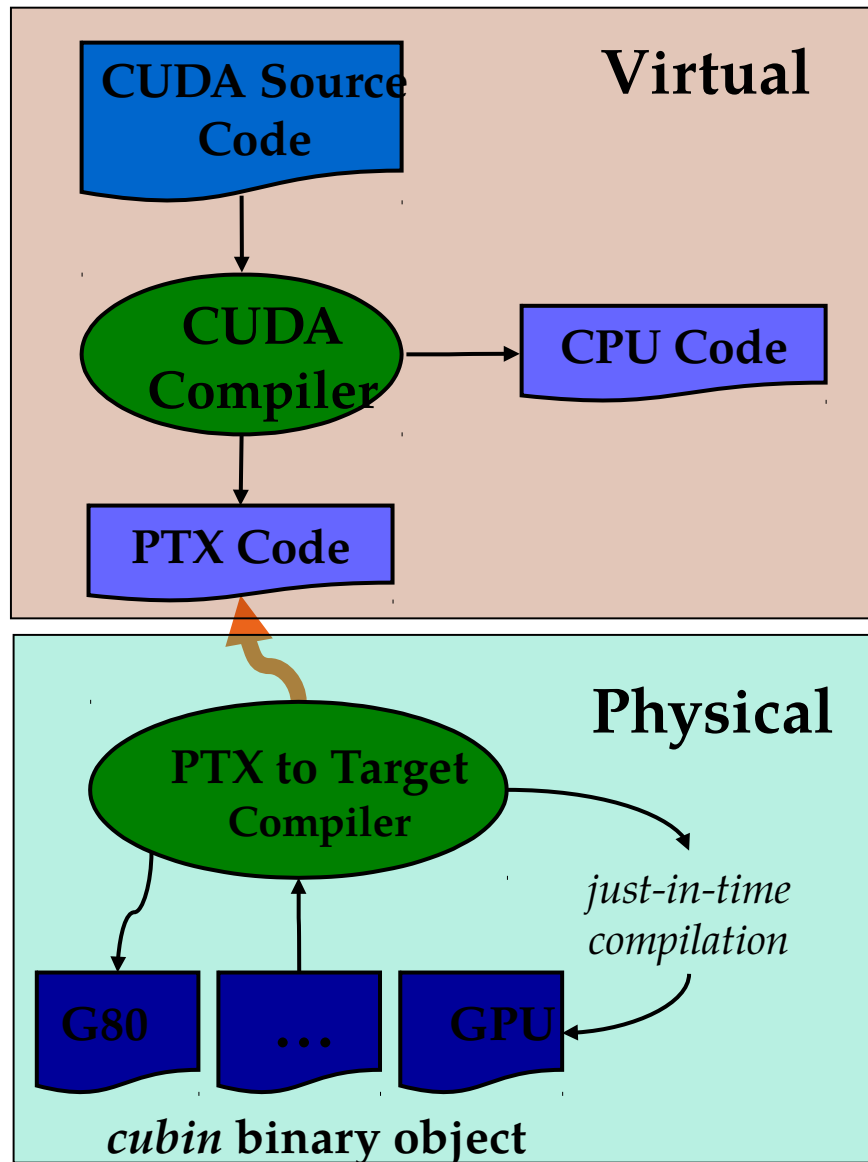 Virtual
CUDA Source
Code
CUDA
Compiler
CPU Code
PTX Code
Physical
PTX to Target
Compiler
just-in-time
compilation
G80
...
GPU
cubin binary object